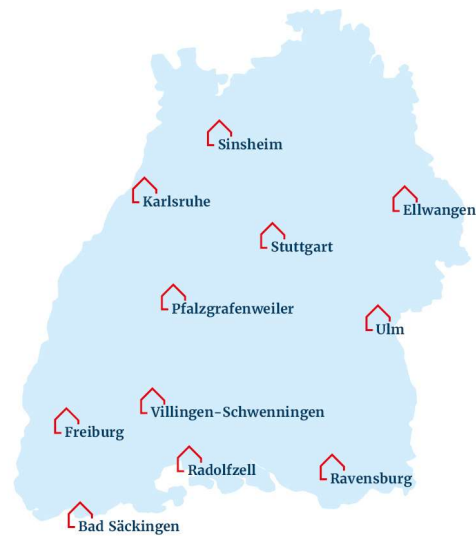 Sinsheim
Karlsruhe
Ellwangen
Stuttgart
Pfalzgrafenweiler
Ulm
Villingen-Schwenningen
Freiburg
Radolfzell
Ravensburg
Bad Säckingen